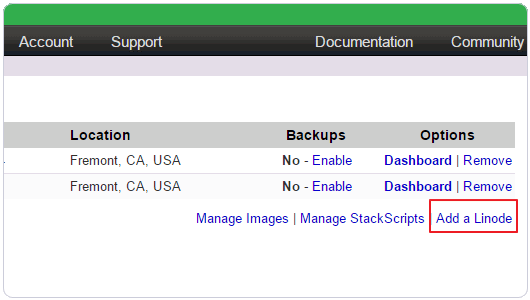 Account Support Documentation Community
Location Backups Options
Fremont, CA, USA No - Enable Dashboard | Remove
Fremont, CA, USA No - Enable Dashboard | Remove
Manage Images | Manage StackScripts | Add a Linode